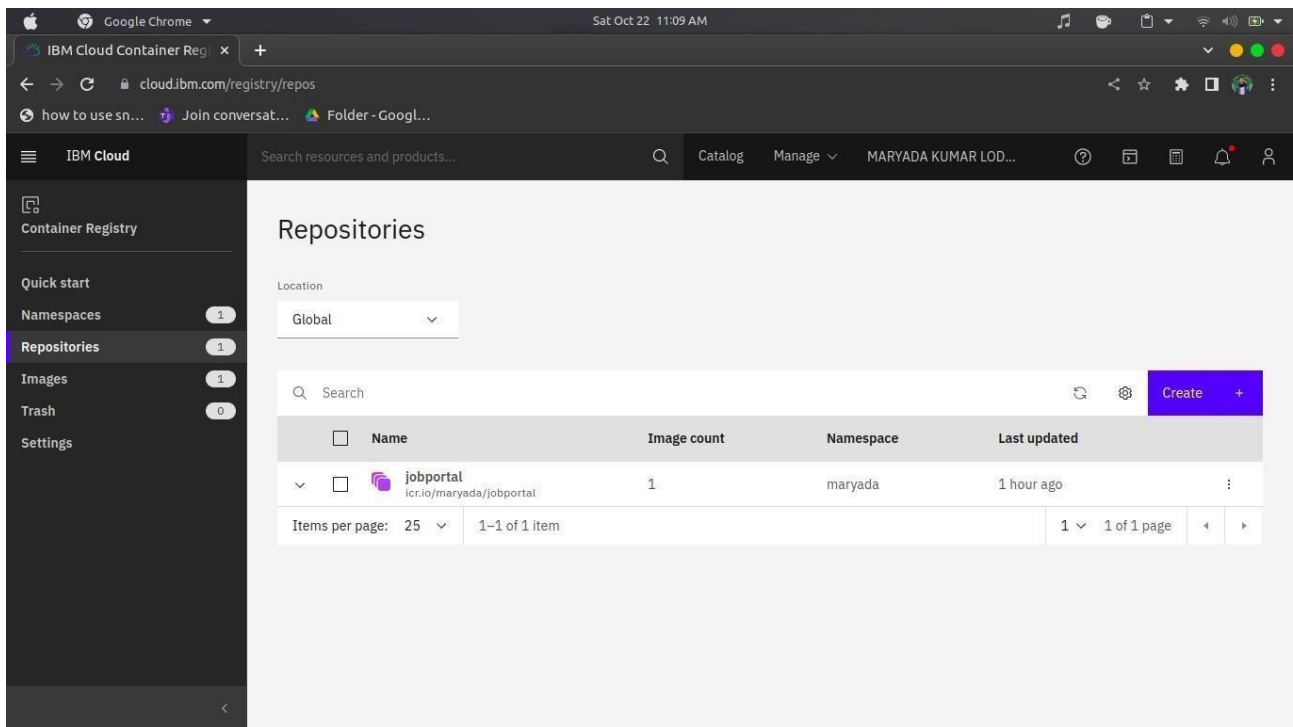 Google Chrome
Sat Oct 22 11:09 AM
IBM Cloud Container Reg
cloud.ibm.com/registry/repos
how to use sn... Join conversat... Folder - Googl...
IBM Cloud
Search resources and products...
Catalog
Manage
MARYADA KUMAR LOD...
Container Registry
Quick start
Namespaces 1
Repositories 1
Images 1
Trash 0
Settings
Repositories
Location
Global
Search
Create +
Name Image count Namespace Last updated
jobportal 1 maryada 1 hour ago
icr.io/maryada/jobportal
Items per page: 25 1–1 of 1 item 1 1 of 1 page